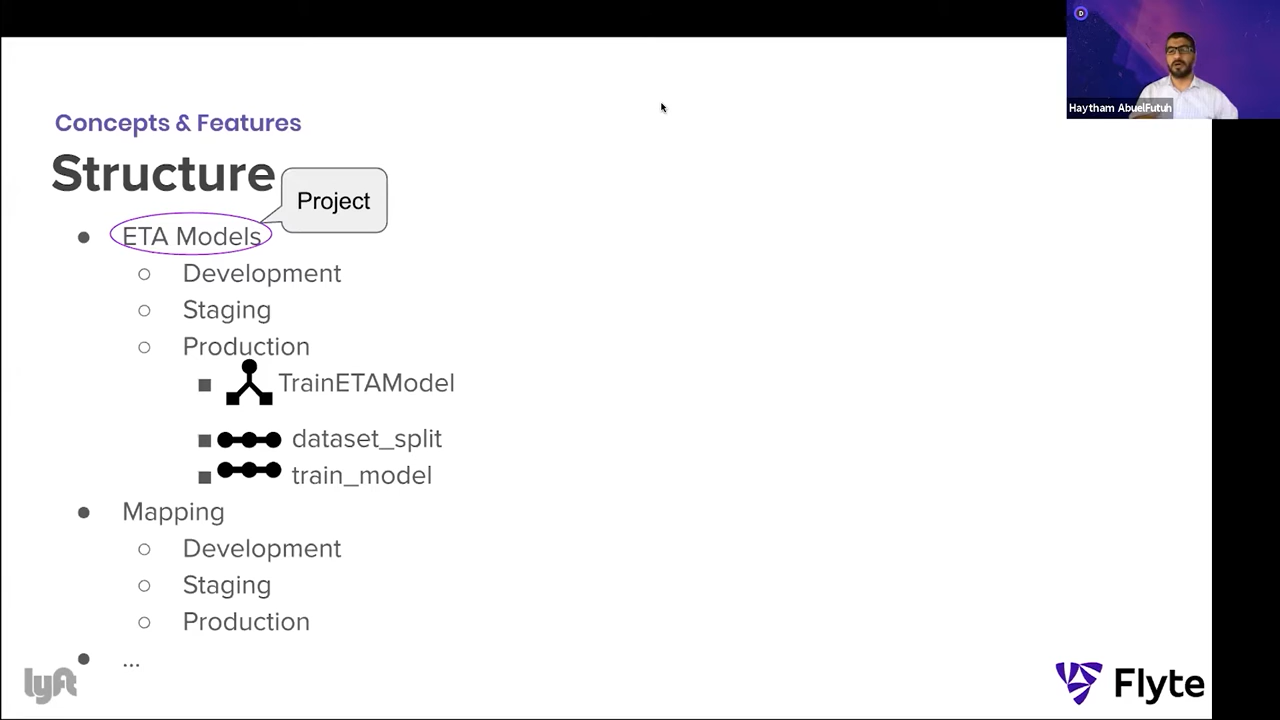 D
Haytham AbuelFutuh
Concepts & Features
Structure
Project
ETA Models
Development
Staging
Production
TrainETAModel
dataset_split
train_model
Mapping
Development
Staging
Production
...
lyft
Flyte